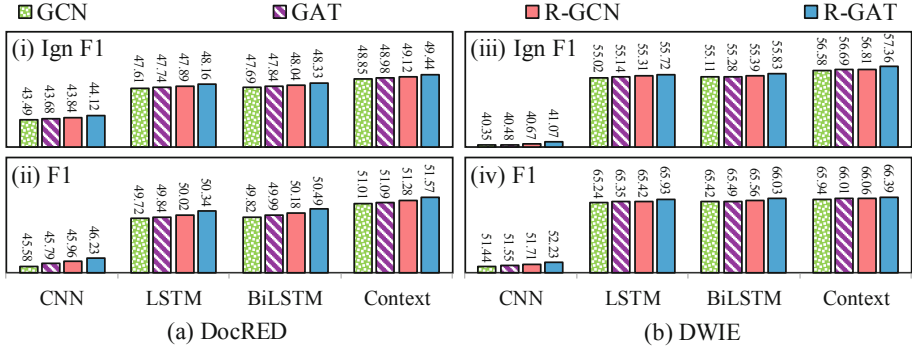 GCN GAT R-GCN R-GAT
(i) Ign F1
43.49 43.68 43.84 44.12 47.61 47.74 47.89 48.16 47.69 47.84 48.04 48.33 48.85 48.98 49.12 49.44
(ii) F1
45.58 45.79 45.96 46.23 49.72 49.84 50.02 50.34 49.82 49.99 50.18 50.49 51.01 51.09 51.28 51.57
CNN LSTM BiLSTM Context
(a) DocRED
(iii) Ign F1
40.35 40.48 40.67 41.07 55.02 55.14 55.31 55.72 55.11 55.28 55.39 55.83 56.58 56.69 56.81 57.36
(iv) F1
51.44 51.55 51.71 52.23 65.24 65.35 65.42 65.93 65.42 65.49 65.56 66.03 65.94 66.01 66.06 66.39
CNN LSTM BiLSTM Context
(b) DWIE